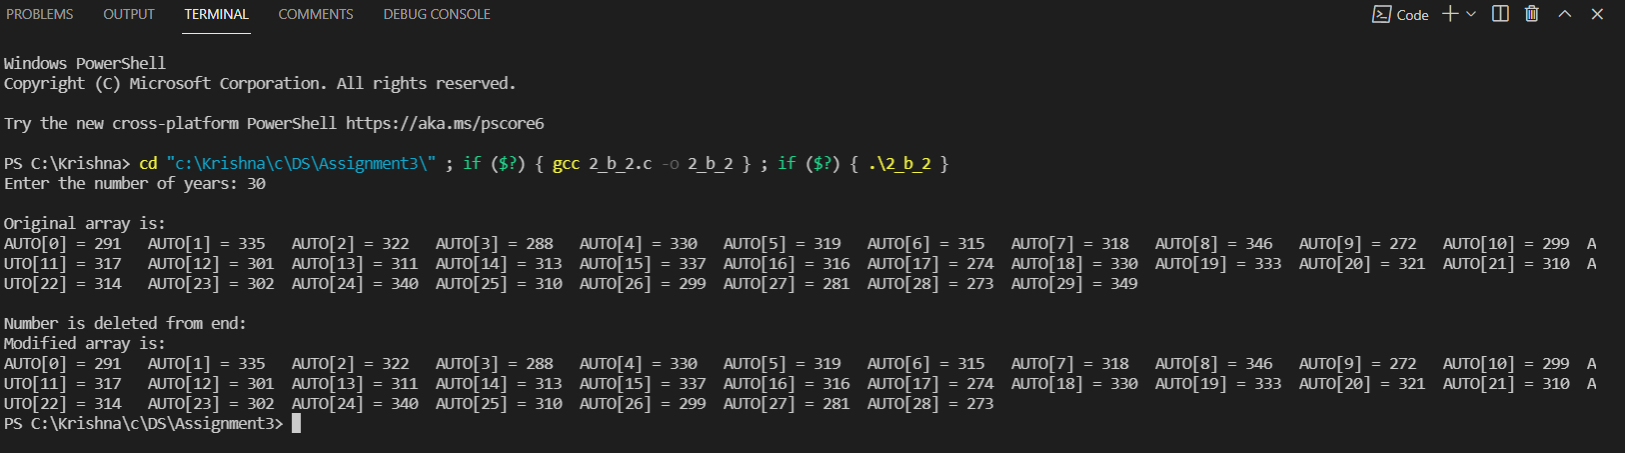 PROBLEMS OUTPUT TERMINAL COMMENTS DEBUG CONSOLE Code
Windows PowerShell
Copyright (C) Microsoft Corporation. All rights reserved.
Try the new cross-platform PowerShell https://aka.ms/pscore6
PS C:\Krishna> cd "c:\Krishna\c\DS\Assignment3\" ; if ($?) { gcc 2_b_2.c -o 2_b_2 } ; if ($?) { .\2_b_2 }
Enter the number of years: 30
Original array is:
AUTO[0] = 291 AUTO[1] = 335 AUTO[2] = 322 AUTO[3] = 288 AUTO[4] = 330 AUTO[5] = 319 AUTO[6] = 315 AUTO[7] = 318 AUTO[8] = 346 AUTO[9] = 272 AUTO[10] = 299 A
UTO[11] = 317 AUTO[12] = 301 AUTO[13] = 311 AUTO[14] = 313 AUTO[15] = 337 AUTO[16] = 316 AUTO[17] = 274 AUTO[18] = 330 AUTO[19] = 333 AUTO[20] = 321 AUTO[21] = 310 A
UTO[22] = 314 AUTO[23] = 302 AUTO[24] = 340 AUTO[25] = 310 AUTO[26] = 299 AUTO[27] = 281 AUTO[28] = 273 AUTO[29] = 349
Number is deleted from end:
Modified array is:
AUTO[0] = 291 AUTO[1] = 335 AUTO[2] = 322 AUTO[3] = 288 AUTO[4] = 330 AUTO[5] = 319 AUTO[6] = 315 AUTO[7] = 318 AUTO[8] = 346 AUTO[9] = 272 AUTO[10] = 299 A
UTO[11] = 317 AUTO[12] = 301 AUTO[13] = 311 AUTO[14] = 313 AUTO[15] = 337 AUTO[16] = 316 AUTO[17] = 274 AUTO[18] = 330 AUTO[19] = 333 AUTO[20] = 321 AUTO[21] = 310 A
UTO[22] = 314 AUTO[23] = 302 AUTO[24] = 340 AUTO[25] = 310 AUTO[26] = 299 AUTO[27] = 281 AUTO[28] = 273
PS C:\Krishna\c\DS\Assignment3>